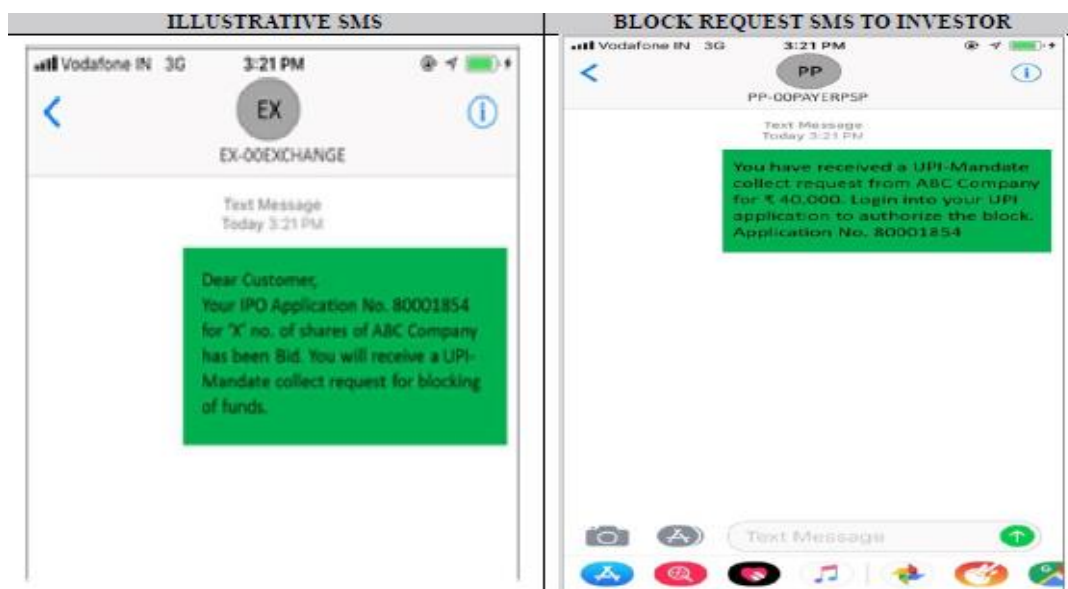 ILLUSTRATIVE SMS
Vodafone IN 3G 3:21 PM
EX
EX-00EXCHANGE
Text Message
Today 3:21 PM
Dear Customer,
Your IPO Application No. 80001854
for 'X' no. of shares of ABC Company
has been Bid. You will receive a UPI-
Mandate collect request for blocking
of funds.
BLOCK REQUEST SMS TO INVESTOR
Vodafone IN 3G 3:21 PM
PP
PP-00PAYERPSP
Text Message
Today 3:21 PM
You have received a UPI-Mandate
collect request from ABC Company
for ₹ 40,000. Login into your UPI
application to authorize the block.
Application No. 80001854
Text Message